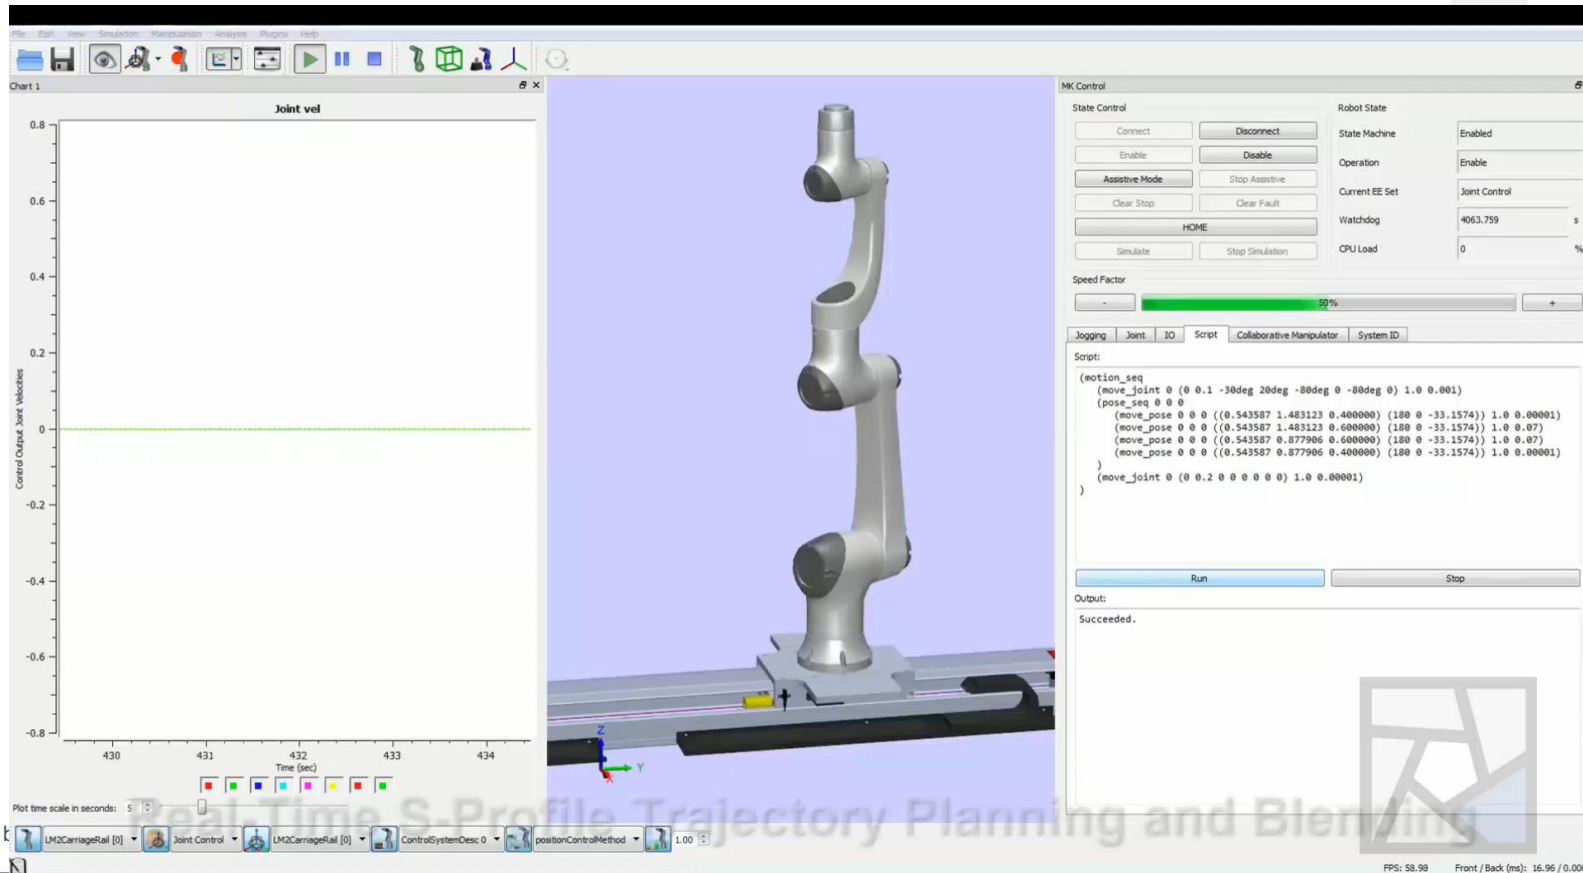 File Edit View Simulation Manipulation Analysis Plugins Help
Chart 1
Joint vel
0.8
0.6
0.4
0.2
0
-0.2
-0.4
-0.6
-0.8
Control Output Joint Velocities
430 431 432 433 434
Time (sec)
Plot time scale in seconds: 5
Z
Y
X
MK Control
State Control
Connect Disconnect
Enable Disable
Assistive Mode Stop Assistive
Clear Stop Clear Fault
HOME
Simulate Stop Simulation
Robot State
State Machine Enabled
Operation Enable
Current EE Set Joint Control
Watchdog 4063.759 s
CPU Load 0 %
Speed Factor
- 50% +
Jogging Joint IO Script Collaborative Manipulator System ID
Script:
(motion_seq
(move_joint 0 (0 0.1 -30deg 20deg -80deg 0 -80deg 0) 1.0 0.001)
(pose_seq 0 0 0
(move_pose 0 0 0 ((0.543587 1.483123 0.400000) (180 0 -33.1574)) 1.0 0.00001)
(move_pose 0 0 0 ((0.543587 1.483123 0.600000) (180 0 -33.1574)) 1.0 0.07)
(move_pose 0 0 0 ((0.543587 0.877906 0.600000) (180 0 -33.1574)) 1.0 0.07)
(move_pose 0 0 0 ((0.543587 0.877906 0.400000) (180 0 -33.1574)) 1.0 0.00001)
)
(move_joint 0 (0 0.2 0 0 0 0 0 0) 1.0 0.00001)
)
Run Stop
Output:
Succeeded.
Real-Time S-Profile Trajectory Planning and Blending
LM2CarriageRail [0] Joint Control LM2CarriageRail [0] ControlSystemDesc 0 positionControlMethod 1.00
FPS: 58.98 Front / Back (ms): 16.96 / 0.00